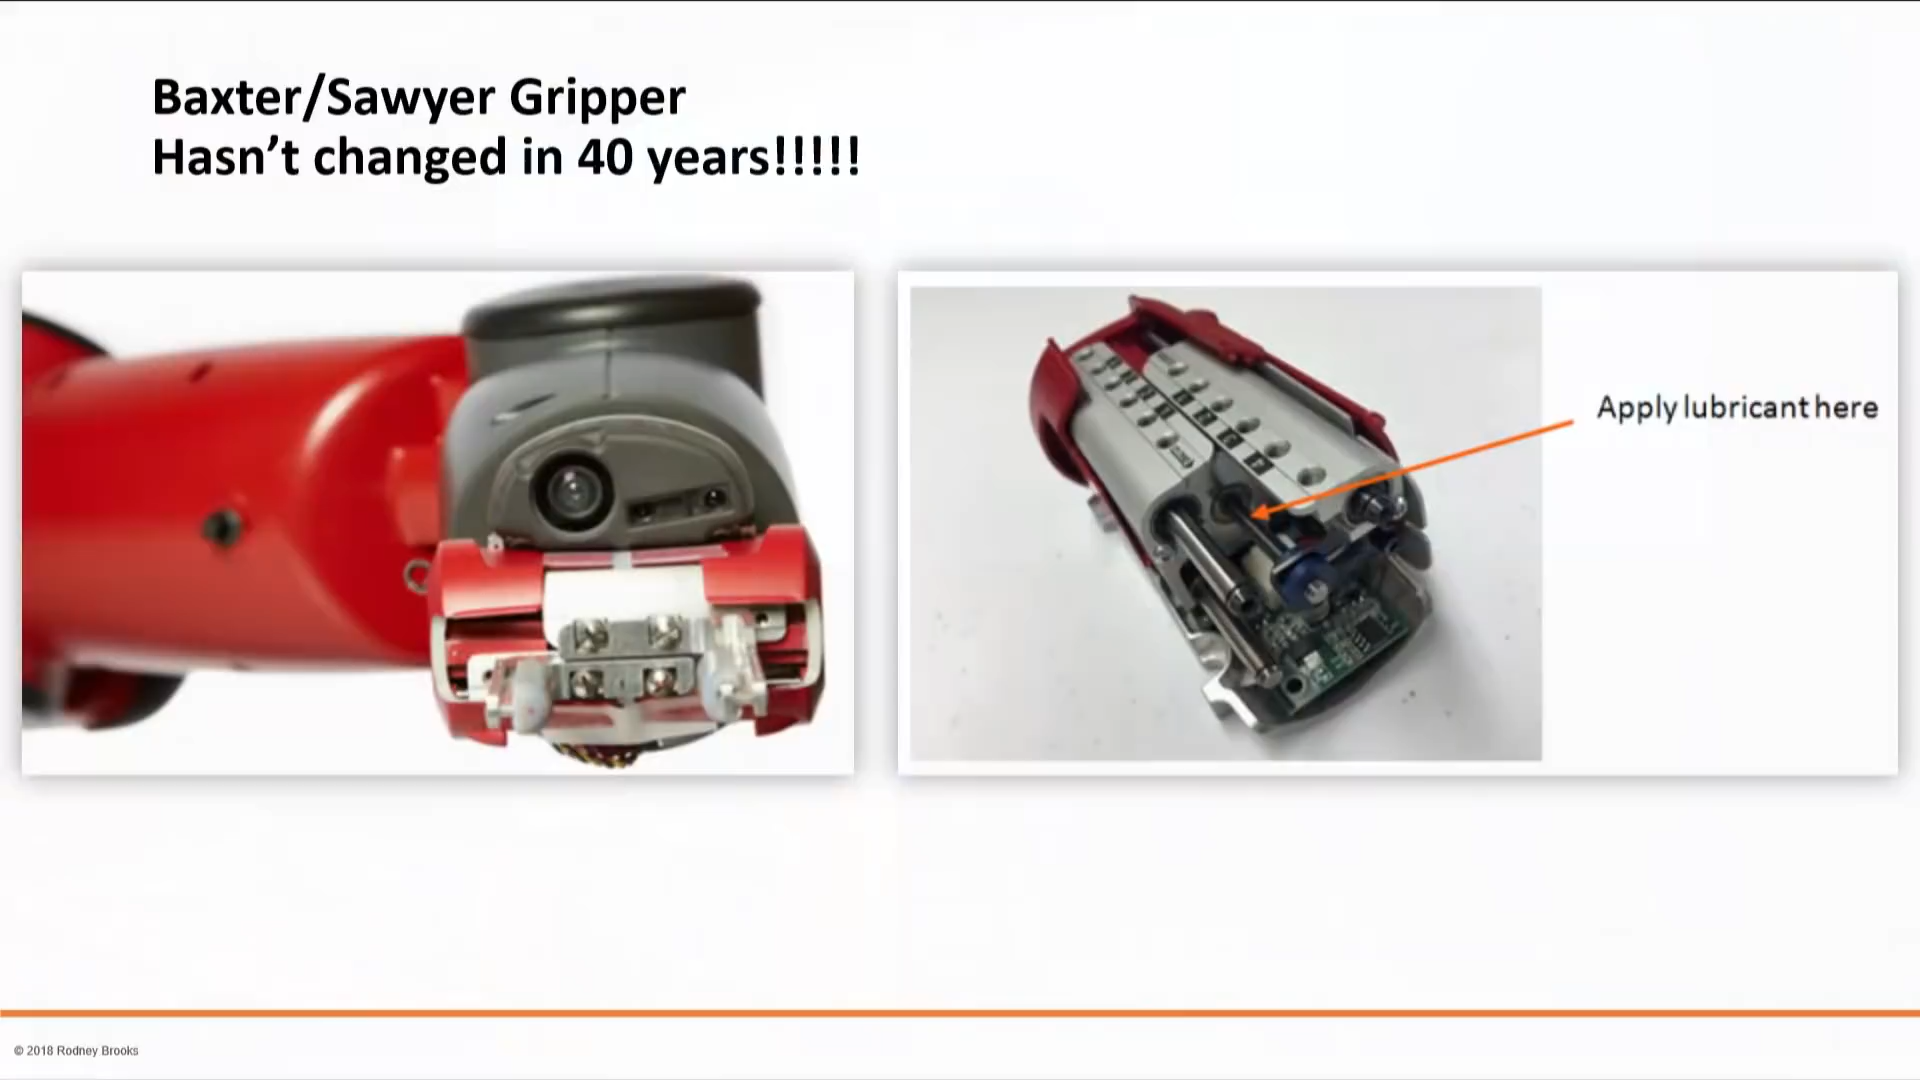 Baxter/Sawyer Gripper
Hasn’t changed in 40 years!!!!!
Apply lubricant here
© 2018 Rodney Brooks